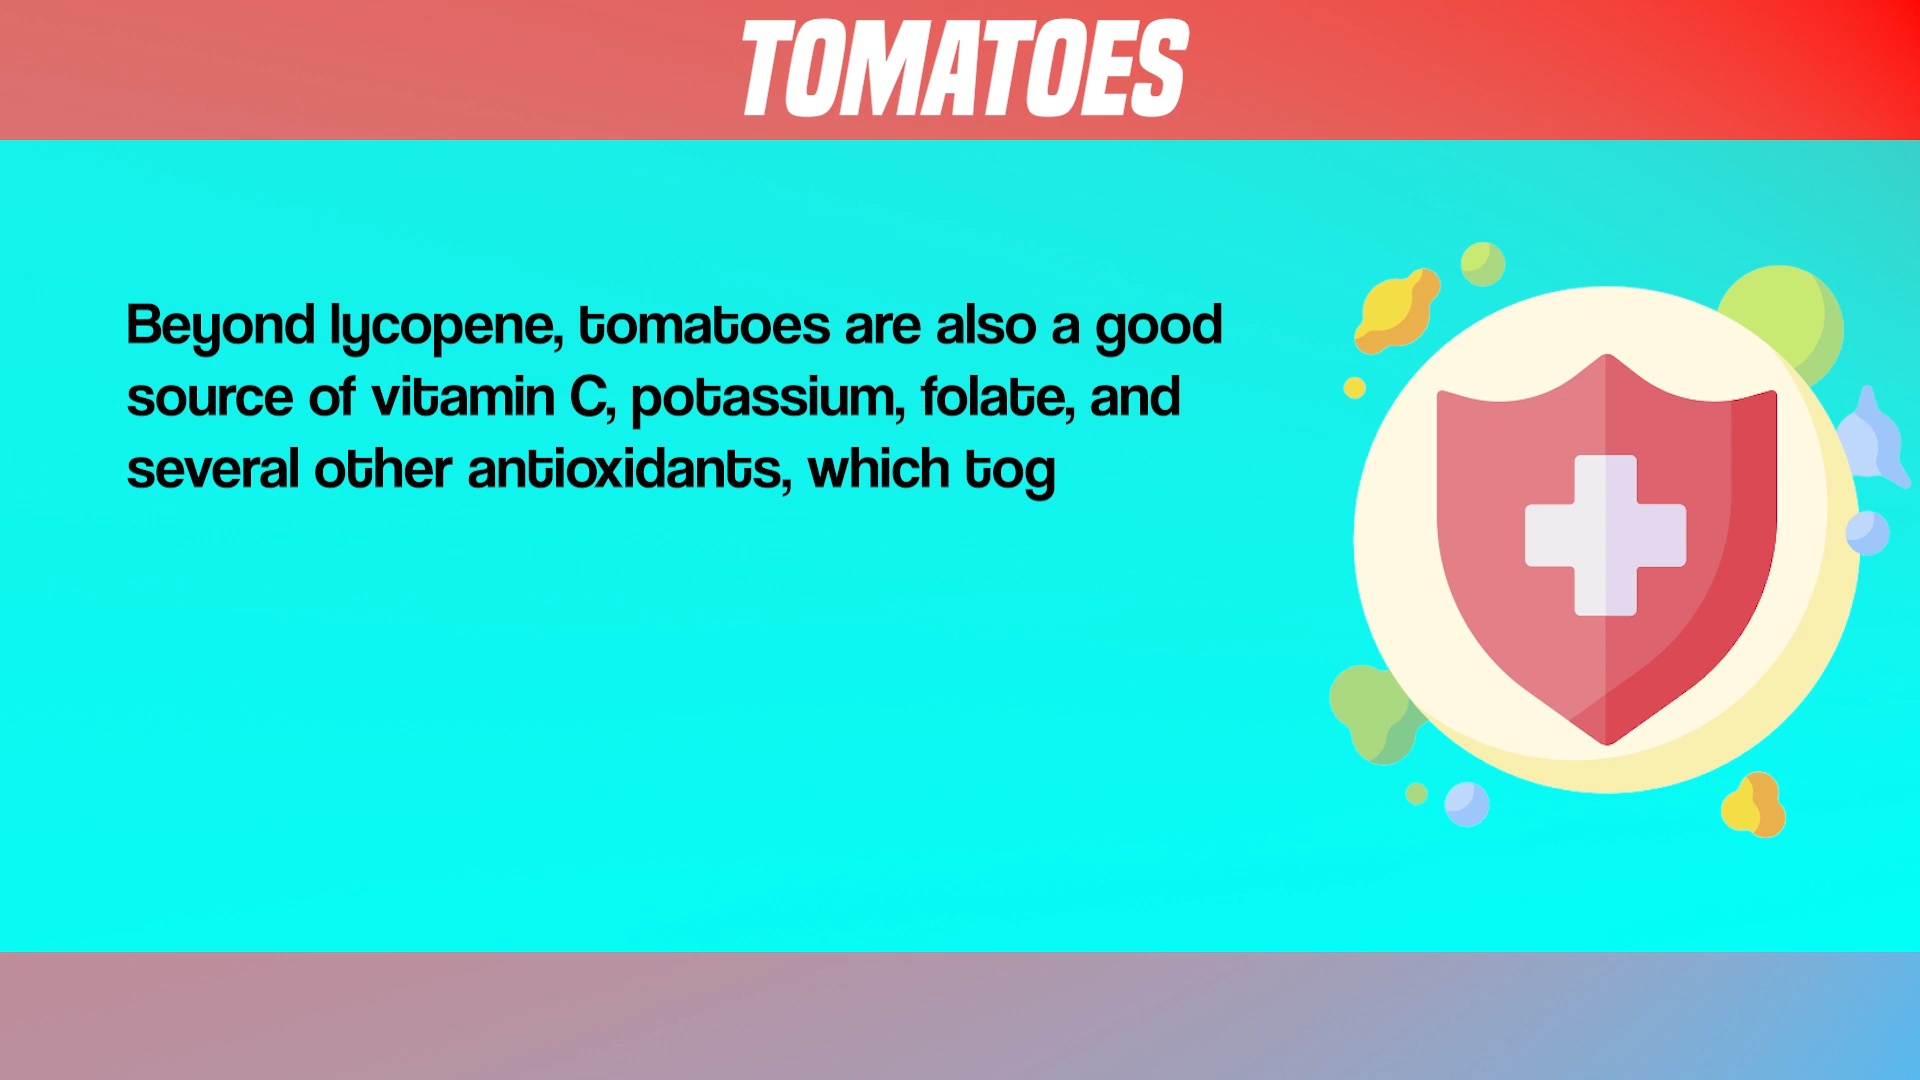 TOMATOES
Beyond lycopene, tomatoes are also a good
source of vitamin C, potassium, folate, and
several other antioxidants, which tog